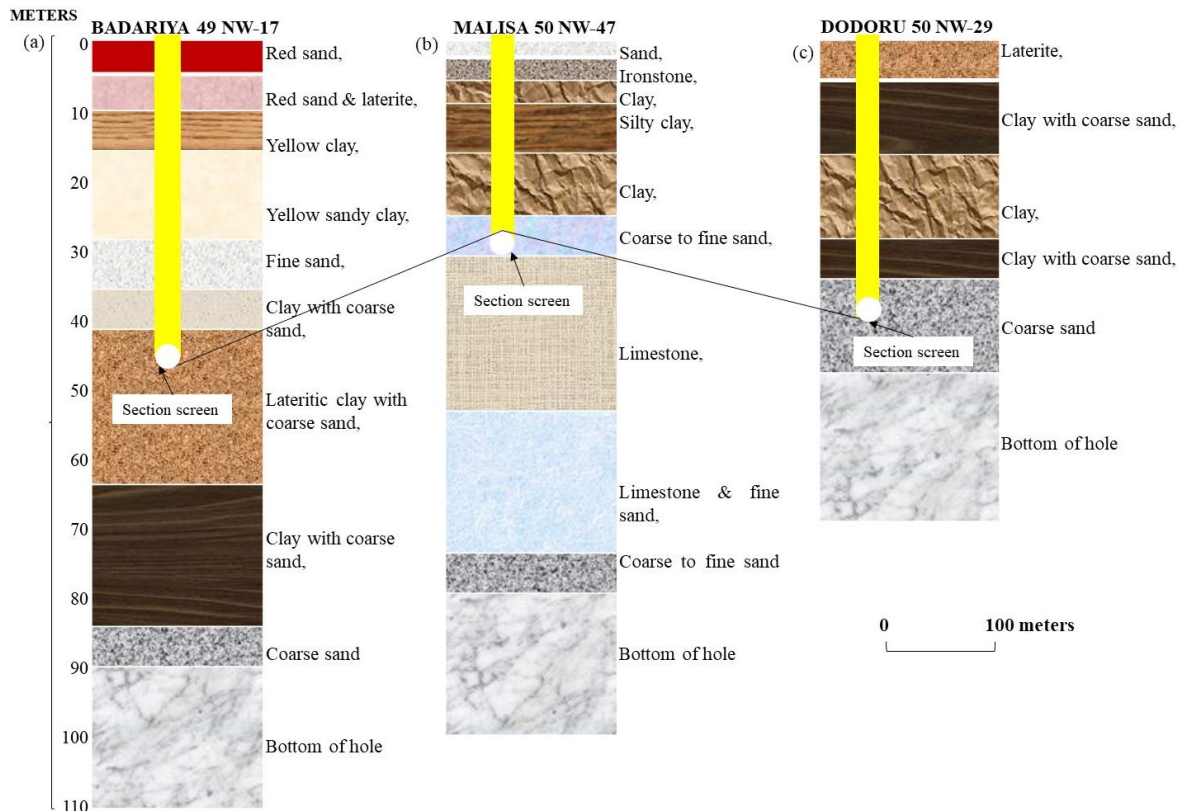 METERS
BADARIYA 49 NW-17
MALISA 50 NW-47
DODORU 50 NW-29
(a)
0
10
20
30
40
50
60
70
80
90
100
110
Red sand,
Red sand & laterite,
Yellow clay,
Yellow sandy clay,
Fine sand,
Clay with coarse
sand,
Section screen
Lateritic clay with
coarse sand,
Clay with coarse
sand,
Coarse sand
Bottom of hole
(b)
Sand,
Ironstone,
Clay,
Silty clay,
Clay,
Coarse to fine sand,
Section screen
Limestone,
Limestone & fine
sand,
Coarse to fine sand
Bottom of hole
(c)
Laterite,
Clay with coarse sand,
Clay,
Clay with coarse sand,
Coarse sand
Section screen
Bottom of hole
0 100 meters